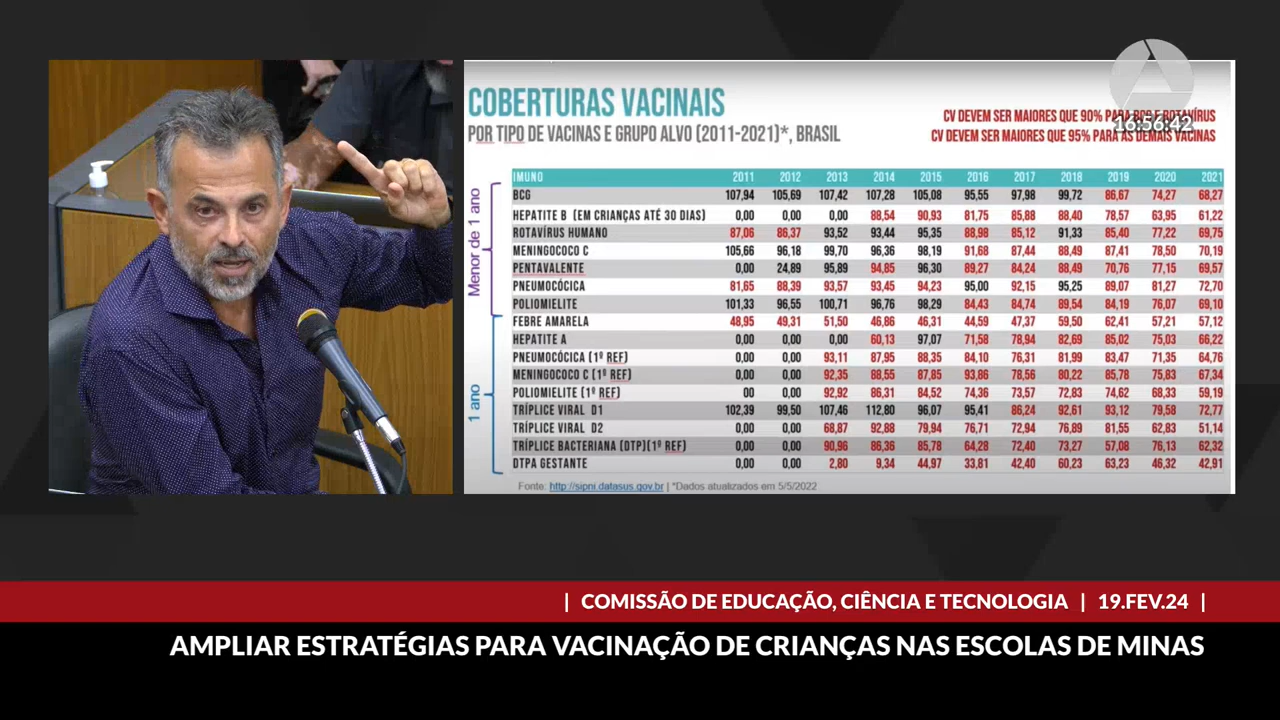 COBERTURAS VACINAIS
POR TIPO DE VACINAS E GRUPO ALVO (2011-2021)*, BRASIL
CV DEVEM SER MAIORES QUE 90% PARA BCG E ROTAVÍRUS
CV DEVEM SER MAIORES QUE 95% PARA AS DEMAIS VACINAS
16:56:42
IMUNO 2011 2012 2013 2014 2015 2016 2017 2018 2019 2020 2021
Menor de 1 ano
BCG 107,94 105,69 107,42 107,28 105,08 95,55 97,98 99,72 86,67 74,27 68,27
HEPATITE B (EM CRIANÇAS ATÉ 30 DIAS) 0,00 0,00 0,00 88,54 90,93 81,75 85,88 88,40 78,57 63,95 61,22
ROTAVÍRUS HUMANO 87,06 86,37 93,52 93,44 95,35 88,98 85,12 91,33 85,40 77,22 69,75
MENINGOCOCO C 105,66 96,18 99,70 96,36 98,19 91,68 87,44 88,49 87,41 78,50 70,19
PENTAVALENTE 0,00 24,89 95,89 94,85 96,30 89,27 84,24 88,49 70,76 77,15 69,57
PNEUMOCÓCICA 81,65 88,39 93,57 93,45 94,23 95,00 92,15 95,25 89,07 81,27 72,70
POLIOMIELITE 101,33 96,55 100,71 96,76 98,29 84,43 84,74 89,54 84,19 76,07 69,10
1 ano
FEBRE AMARELA 48,95 49,31 51,50 46,86 46,31 44,59 47,37 59,50 62,41 57,21 57,12
HEPATITE A 0,00 0,00 0,00 60,13 97,07 71,58 78,94 82,69 85,02 75,03 66,22
PNEUMOCÓCICA (1º REF) 0,00 0,00 93,11 87,95 88,35 84,10 76,31 81,99 83,47 71,35 64,76
MENINGOCOCO C (1º REF) 0,00 0,00 92,35 88,55 87,85 93,86 78,56 80,22 85,78 75,83 67,34
POLIOMIELITE (1º REF) 00 0,00 92,92 86,31 84,52 74,36 73,57 72,83 74,62 68,33 59,19
TRÍPLICE VIRAL D1 102,39 99,50 107,46 112,80 96,07 95,41 86,24 92,61 93,12 79,58 72,77
TRÍPLICE VIRAL D2 0,00 0,00 68,87 92,88 79,94 76,71 72,94 76,89 81,55 62,83 51,14
TRÍPLICE BACTERIANA (DTP)(1º REF) 0,00 0,00 90,96 86,36 85,78 64,28 72,40 73,27 57,08 76,13 62,32
DTPA GESTANTE 0,00 0,00 2,80 9,34 44,97 33,81 42,40 60,23 63,23 46,32 42,91
Fonte: http://sipni.datasus.gov.br | *Dados atualizados em 5/5/2022
| COMISSÃO DE EDUCAÇÃO, CIÊNCIA E TECNOLOGIA | 19.FEV.24 |
AMPLIAR ESTRATÉGIAS PARA VACINAÇÃO DE CRIANÇAS NAS ESCOLAS DE MINAS